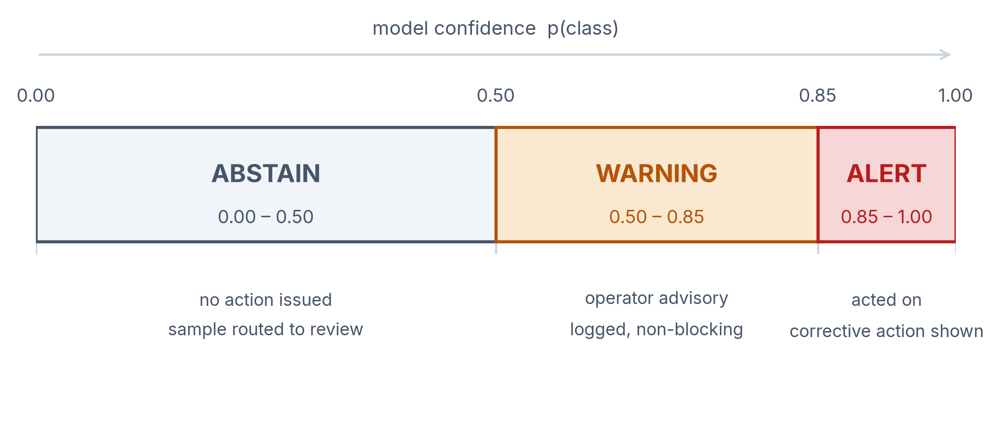 model confidence  p(class)
0.00
0.50
0.85
1.00
ABSTAIN
0.00 – 0.50
WARNING
0.50 – 0.85
ALERT
0.85 – 1.00
no action issued
sample routed to review
operator advisory
logged, non-blocking
acted on
corrective action shown